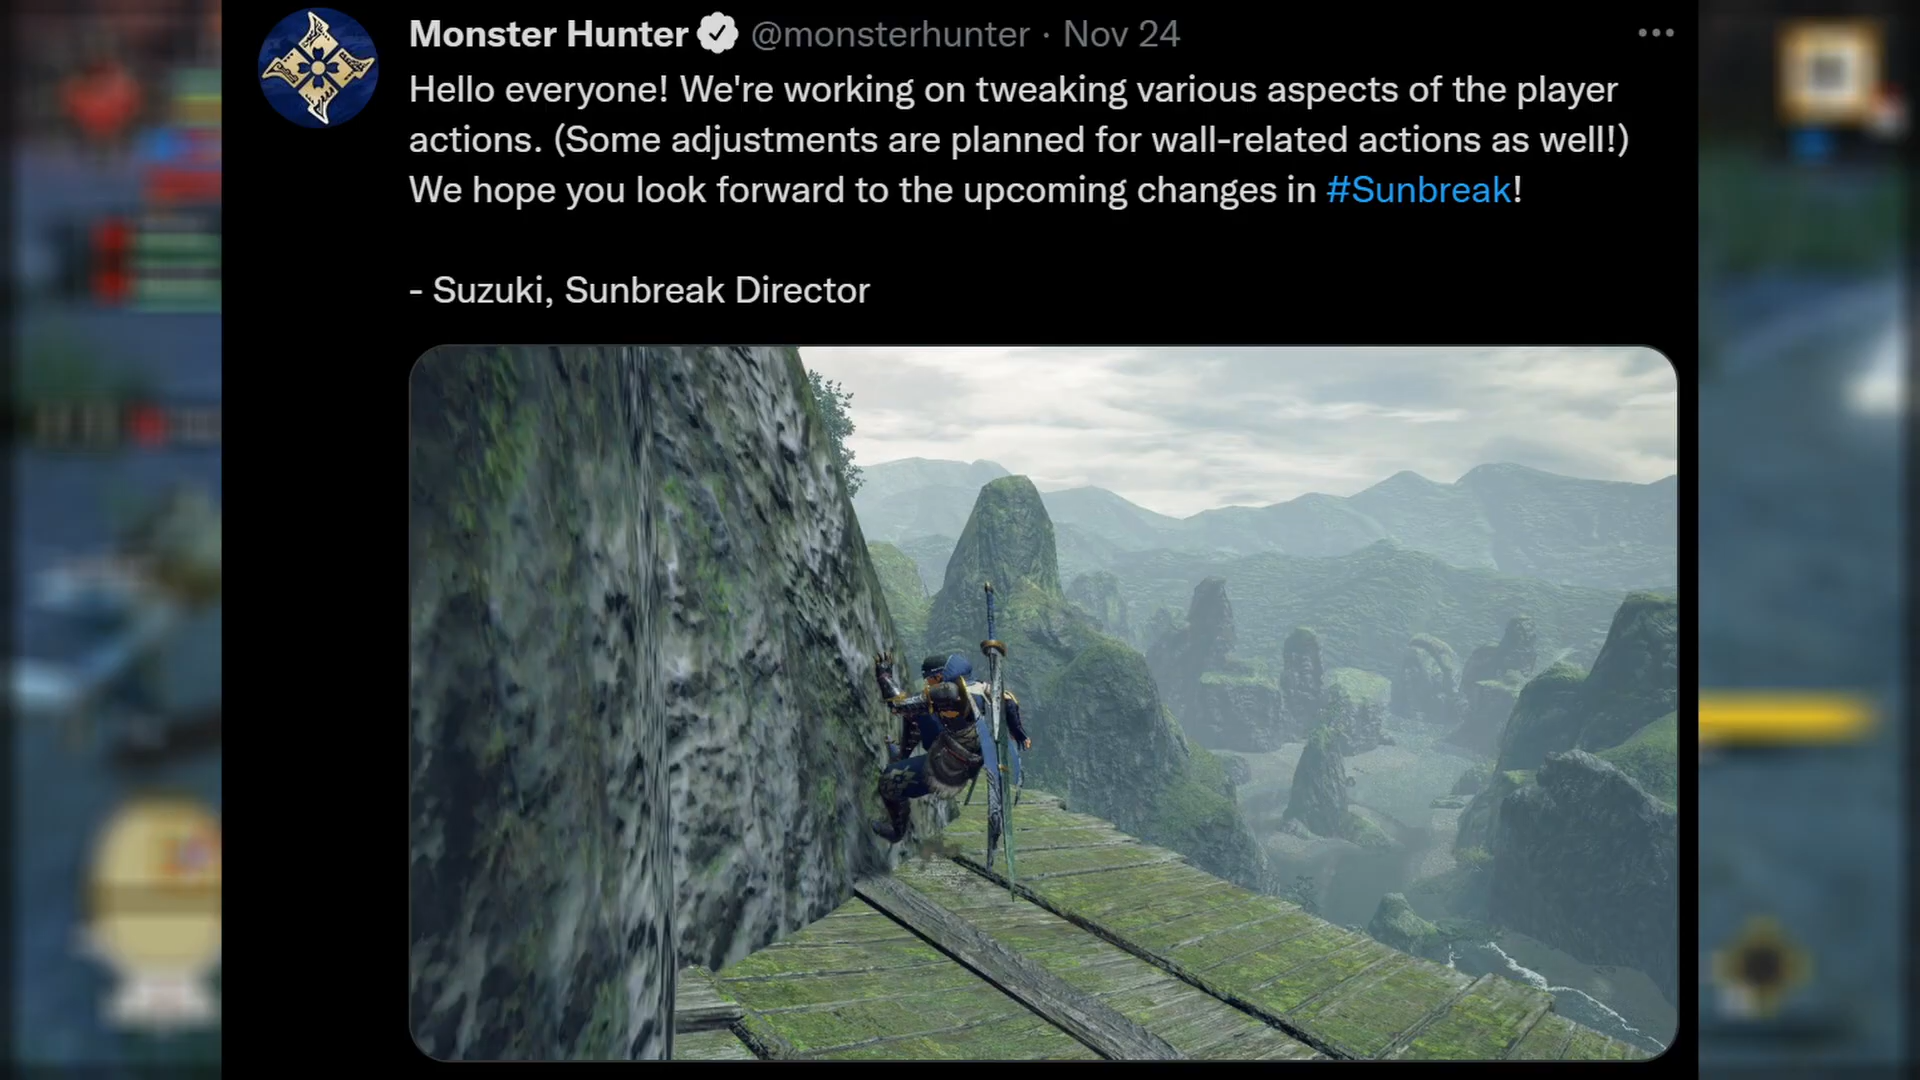 Monster Hunter @monsterhunter · Nov 24
Hello everyone! We're working on tweaking various aspects of the player
actions. (Some adjustments are planned for wall-related actions as well!)
We hope you look forward to the upcoming changes in #Sunbreak!
- Suzuki, Sunbreak Director